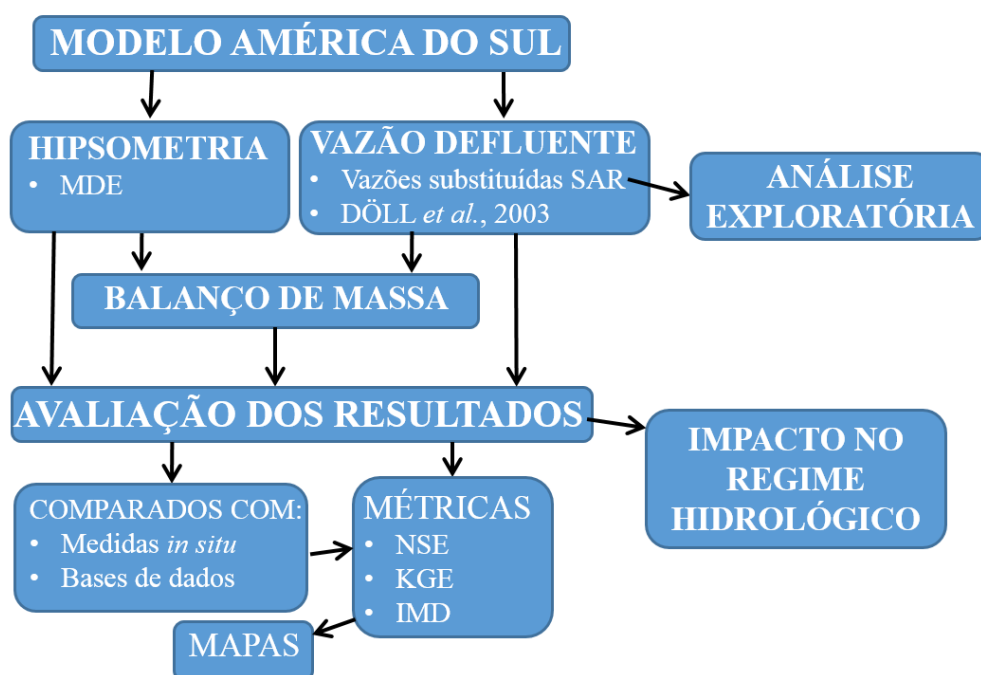 MODELO AMÉRICA DO SUL
HIPSOMETRIA
• MDE
VAZÃO DEFLUENTE
• Vazões substituídas SAR
• DÖLL et al., 2003
ANÁLISE
EXPLORATÓRIA
BALANÇO DE MASSA
AVALIAÇÃO DOS RESULTADOS
IMPACTO NO
REGIME
HIDROLÓGICO
COMPARADOS COM:
• Medidas in situ
• Bases de dados
MÉTRICAS
• NSE
• KGE
• IMD
MAPAS